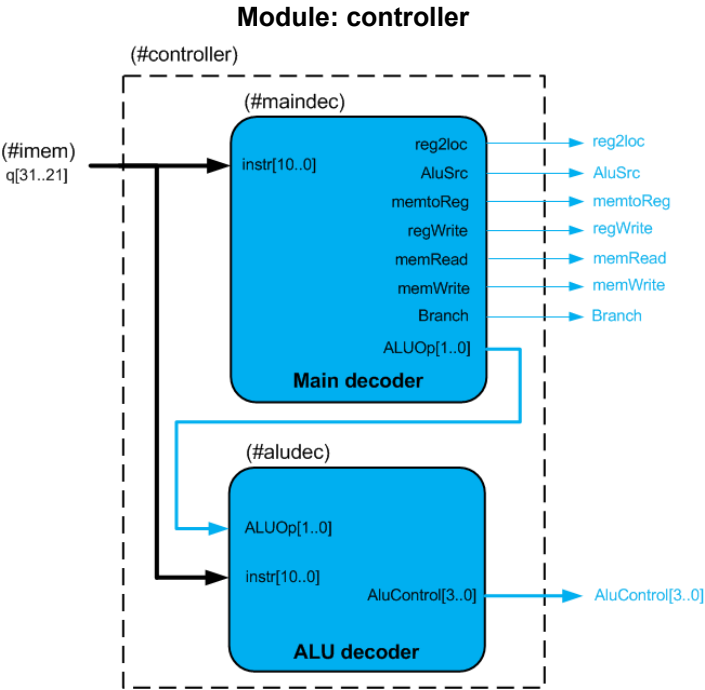 Module: controller
(#controller)
(#maindec)
(#imem)
q[31..21]
instr[10..0]
reg2loc
AluSrc
memtoReg
regWrite
memRead
memWrite
Branch
ALUOp[1..0]
Main decoder
reg2loc
AluSrc
memtoReg
regWrite
memRead
memWrite
Branch
(#aludec)
ALUOp[1..0]
instr[10..0]
AluControl[3..0]
ALU decoder
AluControl[3..0]